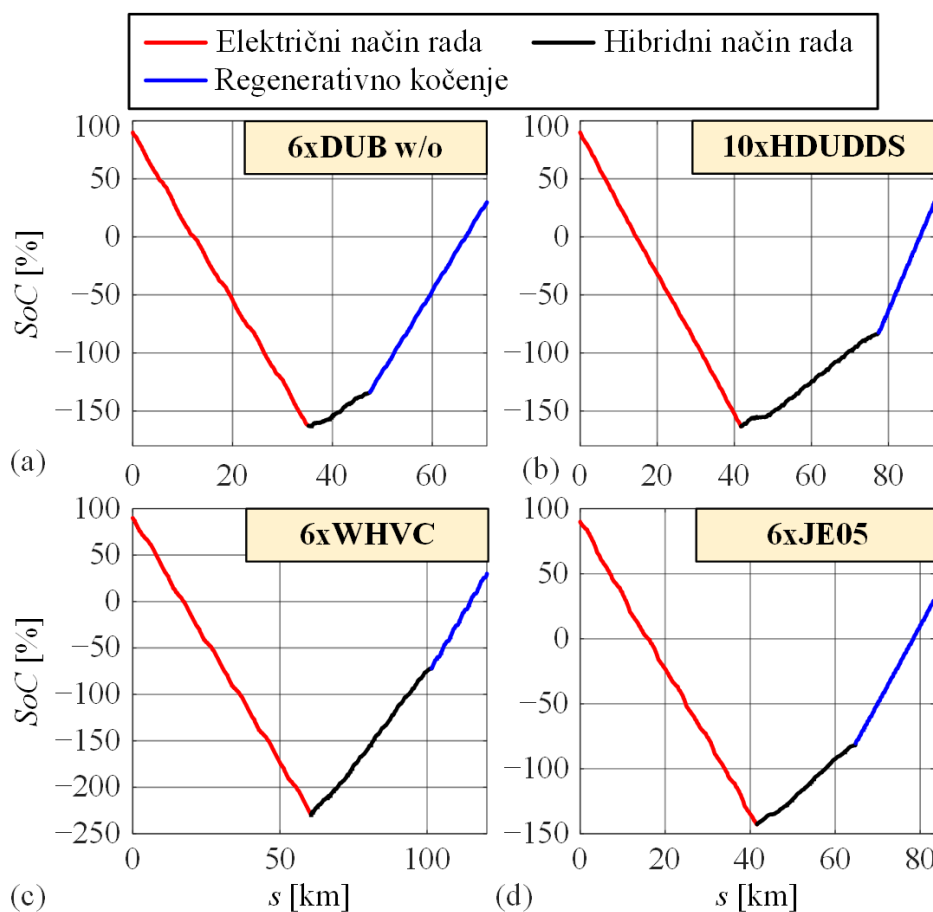 Električni način rada
Hibridni način rada
Regenerativno kočenje
6xDUB w/o
SoC [%]
100
50
0
−50
−100
−150
0 20 40 60
(a)
10xHDUDDS
100
50
0
−50
−100
−150
0 20 40 60 80
(b)
6xWHVC
SoC [%]
100
50
0
−50
−100
−150
−200
−250
0 50 100
s [km]
(c)
6xJE05
100
50
0
−50
−100
−150
0 20 40 60 80
s [km]
(d)